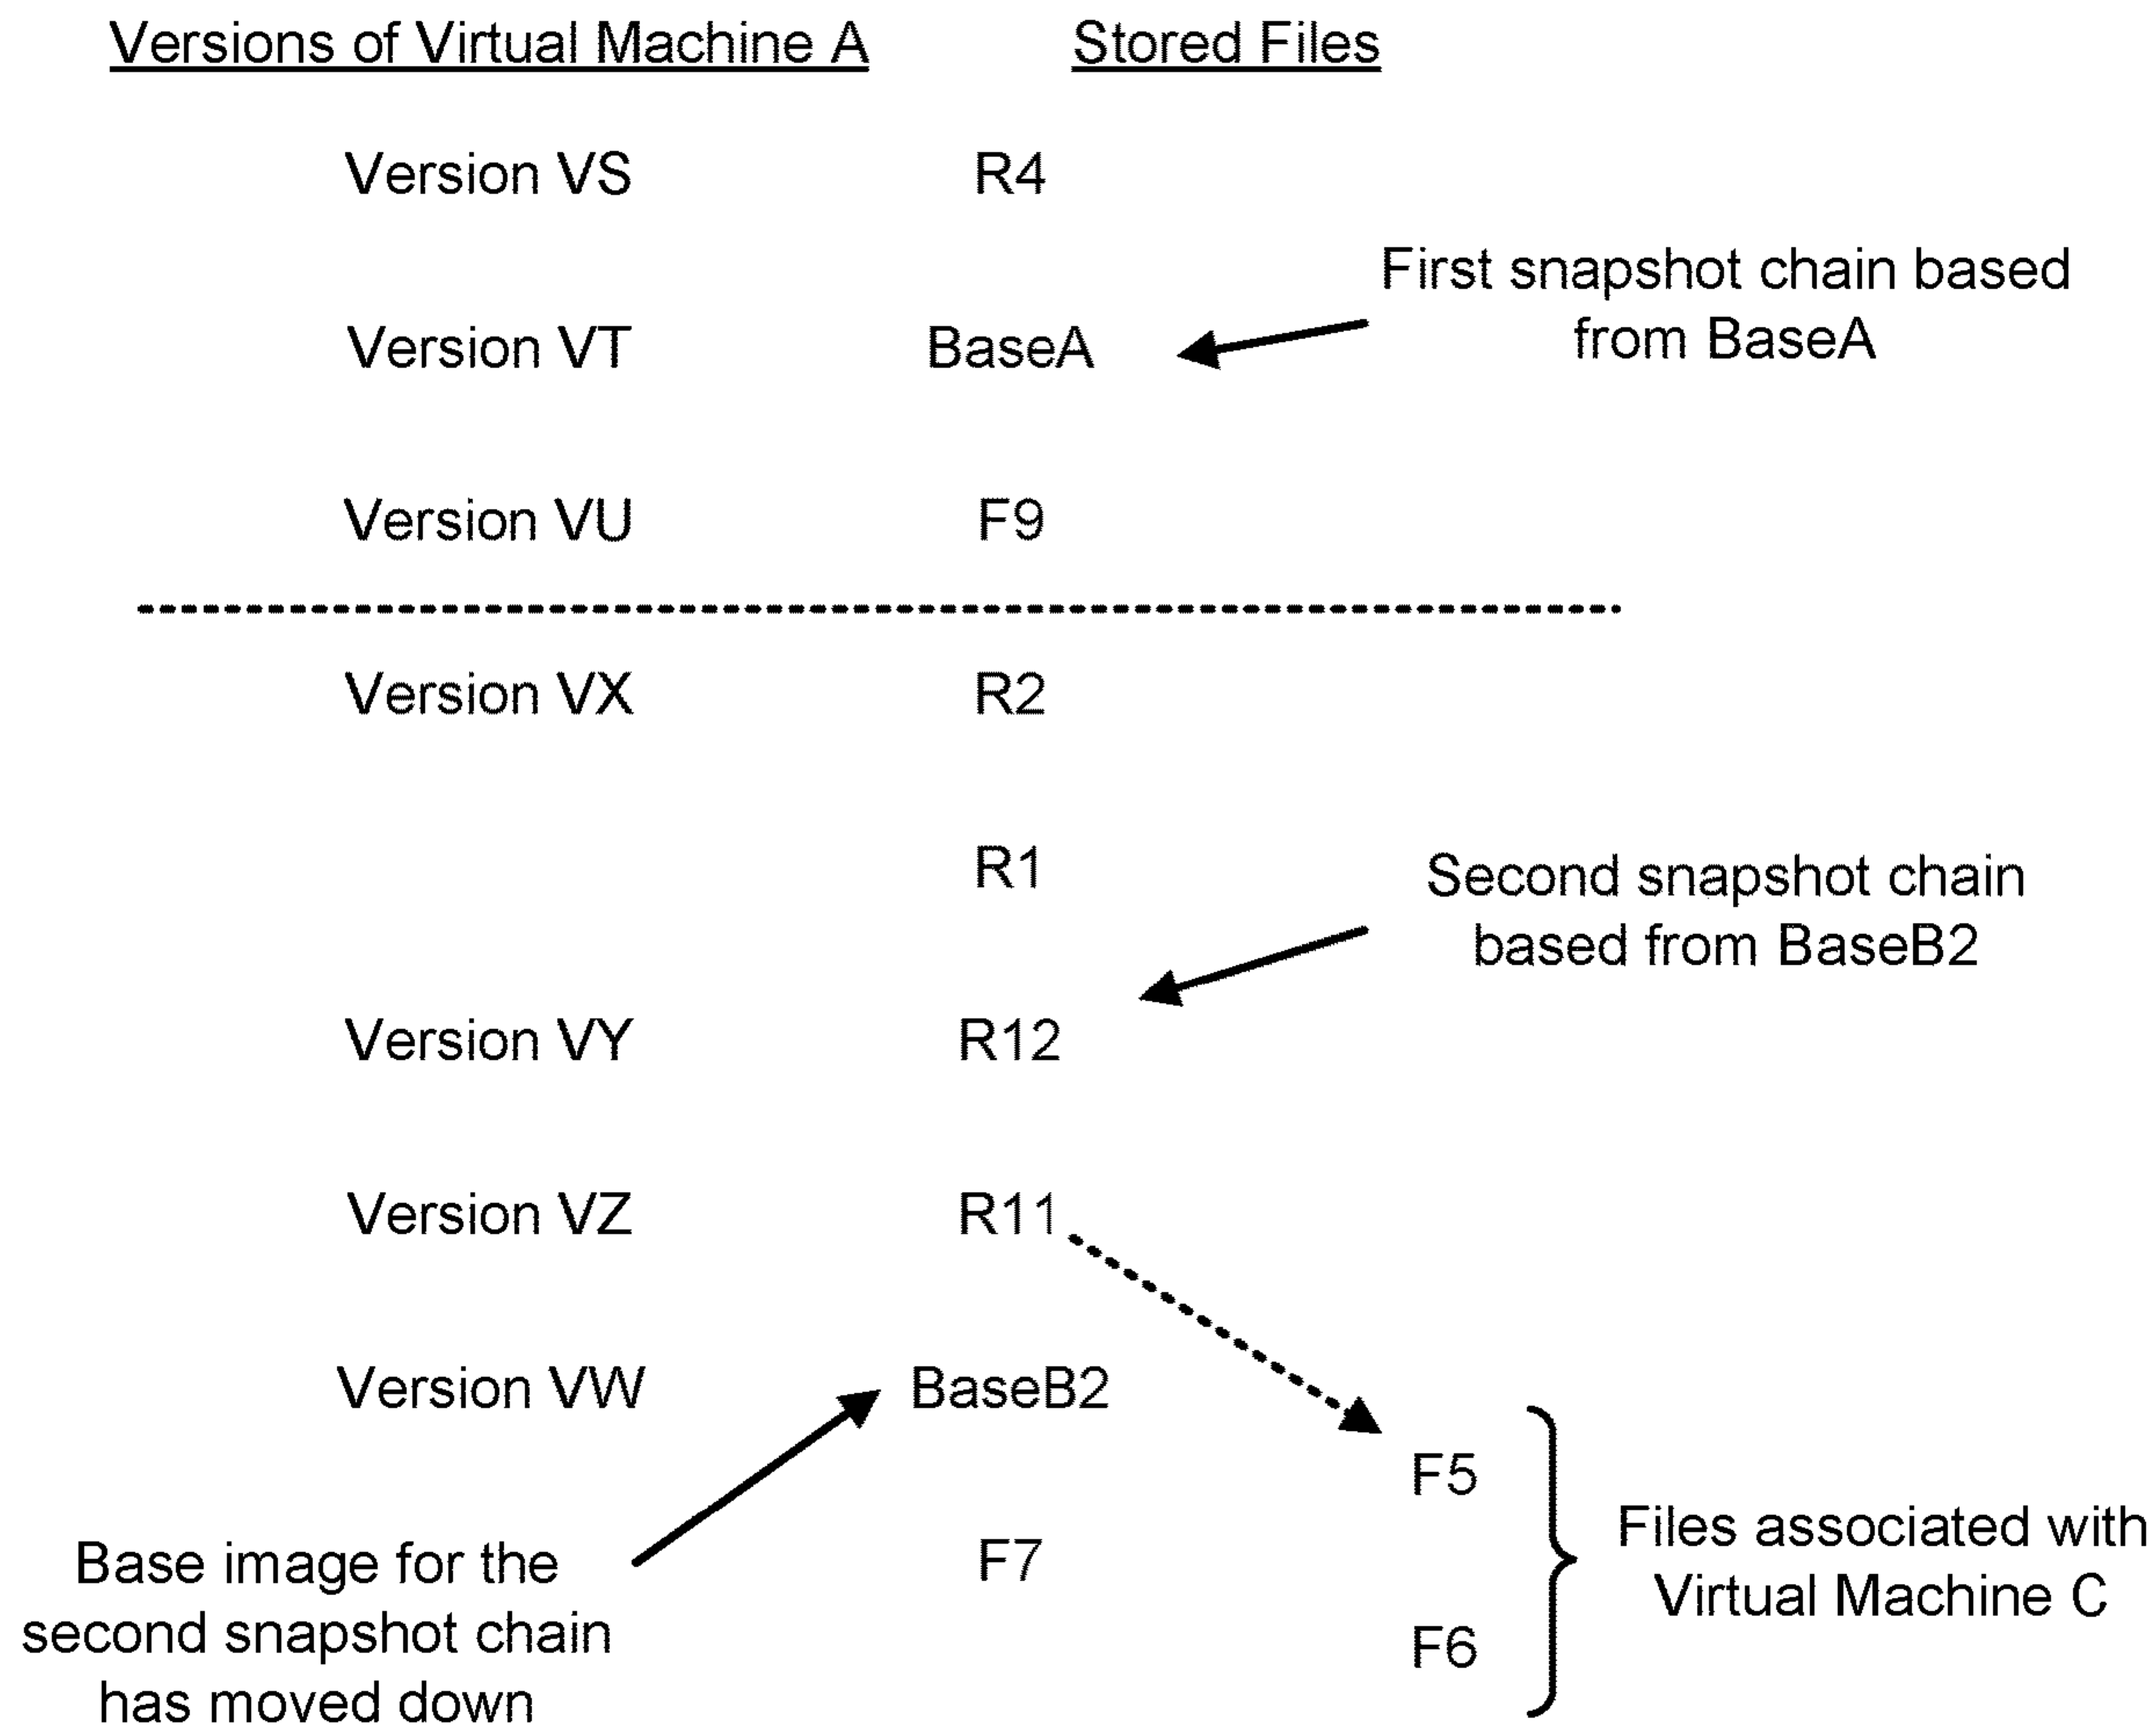 Versions of Virtual Machine A Stored Files
Version VS R4
First snapshot chain based
from BaseA
Version VT BaseA
Version VU F9
Version VX R2
R1
Second snapshot chain
based from BaseB2
Version VY R12
Version VZ R11
Version VW BaseB2
F5
F7
F6
Files associated with
Virtual Machine C
Base image for the
second snapshot chain
has moved down